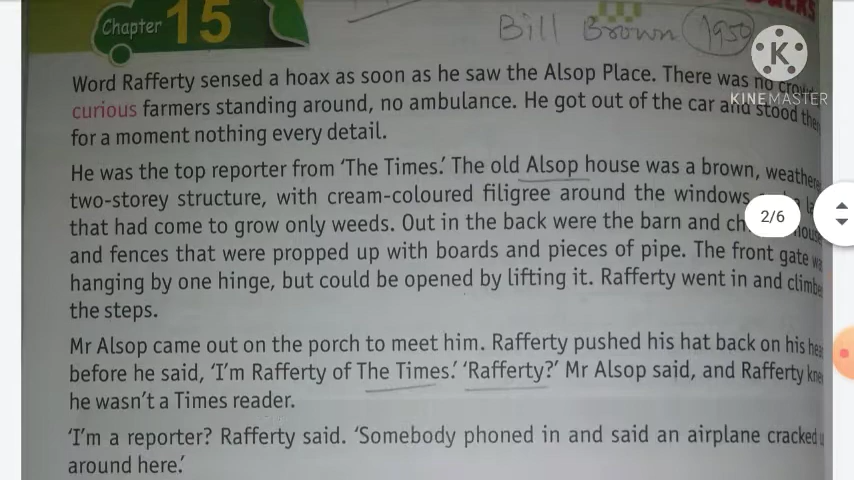 Chapter 15
Bill Brown 1950
Word Rafferty sensed a hoax as soon as he saw the Alsop Place. There was no
KINEMASTER
curious farmers standing around, no ambulance. He got out of the car and stood
for a moment nothing every detail.
He was the top reporter from 'The Times.' The old Alsop house was a brown,
two-storey structure, with cream-coloured filigree around the windows
2/6
that had come to grow only weeds. Out in the back were the barn and
and fences that were propped up with boards and pieces of pipe. The front gate
hanging by one hinge, but could be opened by lifting it. Rafferty went in and
the steps.
Mr Alsop came out on the porch to meet him. Rafferty pushed his hat back on his
before he said, 'I'm Rafferty of The Times.' 'Rafferty?' Mr Alsop said, and Rafferty
he wasn't a Times reader.
'I'm a reporter? Rafferty said. 'Somebody phoned in and said an airplane cracked
around here.'